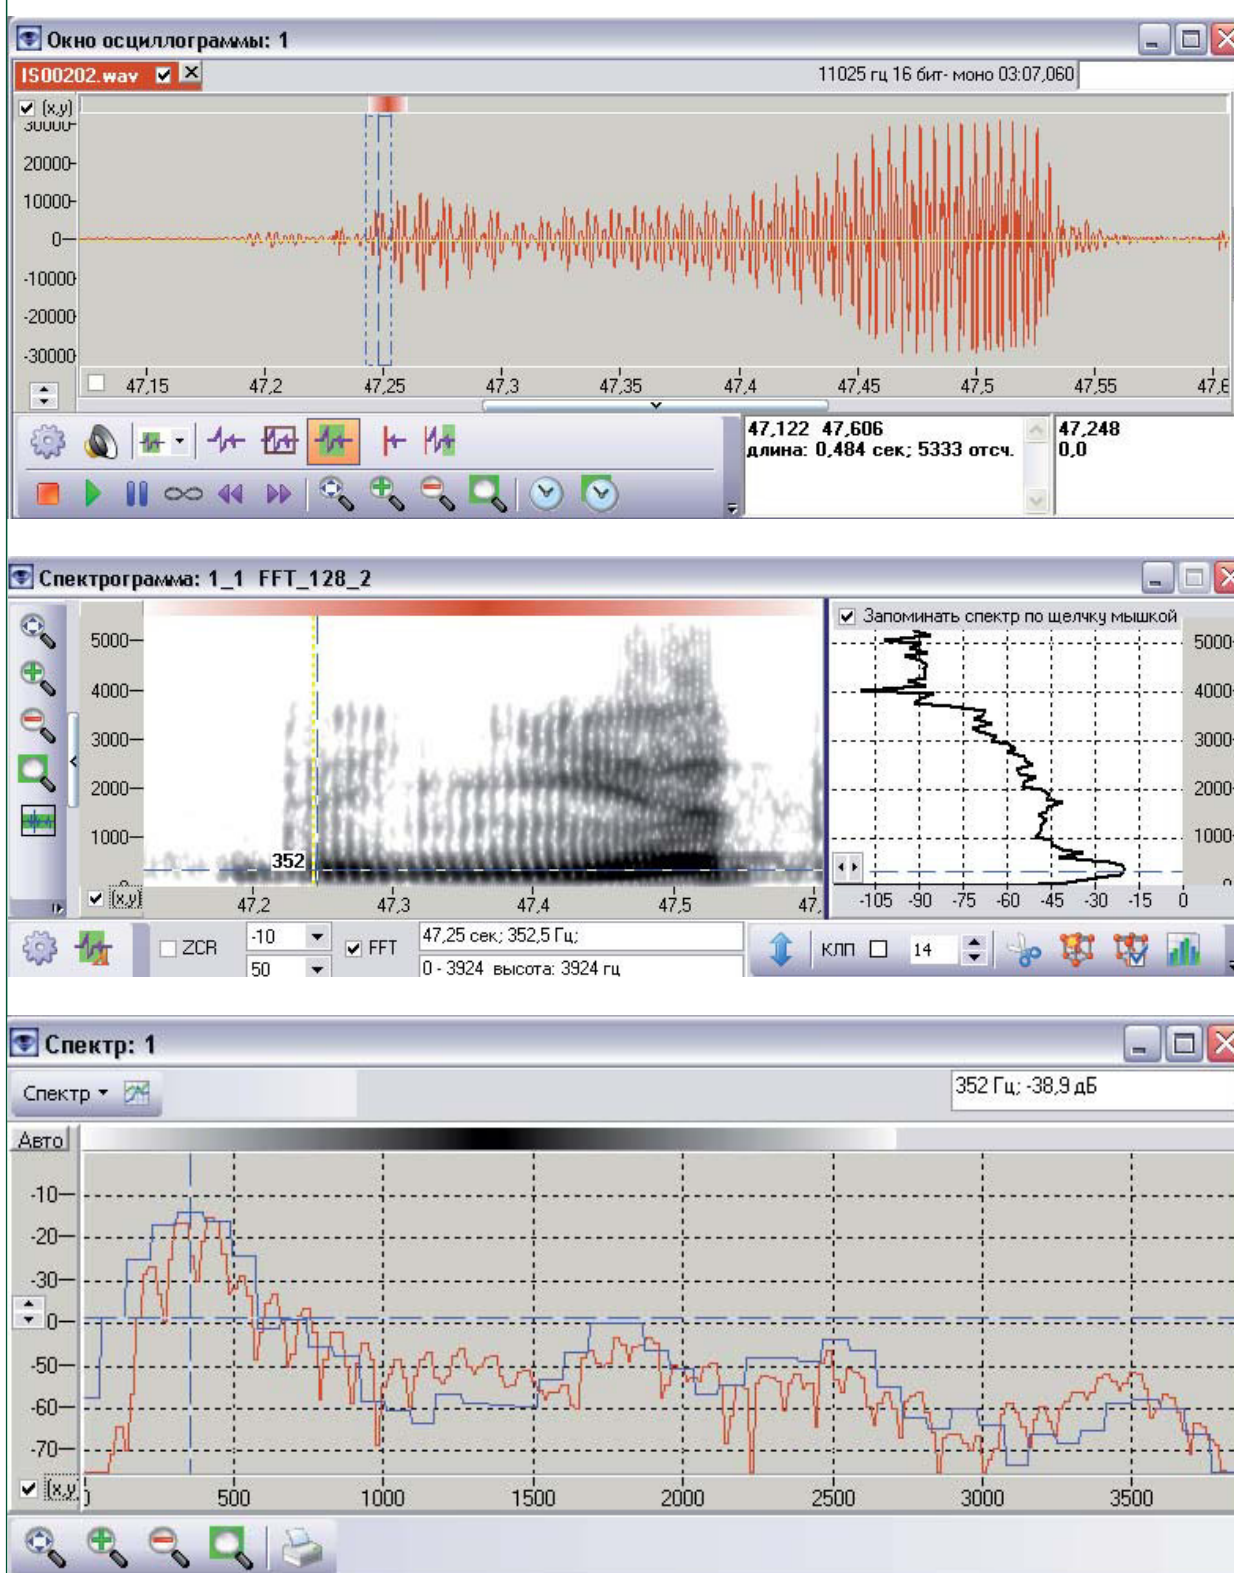 Окно осциллограммы: 1
IS00202.wav
11025 гц 16 бит- моно 03:07,060
(x,y)
30000
20000
10000
0
-10000
-20000
-30000
47,15 47,2 47,25 47,3 47,35 47,4 47,45 47,5 47,55
47,122 47,606
длина: 0,484 сек; 5333 отсч.
47,248
0,0
Спектрограмма: 1_1 FFT_128_2
5000
4000
3000
2000
1000
0
352
(x,y)
47,2 47,3 47,4 47,5 47,
Запоминать спектр по щелчку мышкой
5000
4000
3000
2000
1000
0
-105 -90 -75 -60 -45 -30 -15 0
ZCR
-10
50
FFT
47,25 сек; 352,5 Гц;
0 - 3924 высота: 3924 гц
КЛП
14
Спектр: 1
Спектр
352 Гц; -38,9 дБ
Авто
-10
-20
-30
0
-50
-60
-70
(x,y)
500 1000 1500 2000 2500 3000 3500